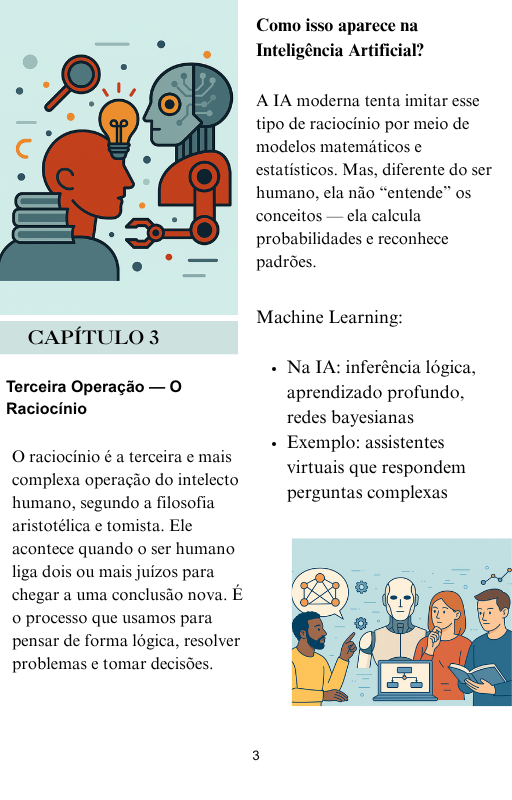 CAPÍTULO 3
Terceira Operação — O
Raciocínio
O raciocínio é a terceira e mais
complexa operação do intelecto
humano, segundo a filosofia
aristotélica e tomista. Ele
acontece quando o ser humano
liga dois ou mais juízos para
chegar a uma conclusão nova. É
o processo que usamos para
pensar de forma lógica, resolver
problemas e tomar decisões.
Como isso aparece na
Inteligência Artificial?
A IA moderna tenta imitar esse
tipo de raciocínio por meio de
modelos matemáticos e
estatísticos. Mas, diferente do ser
humano, ela não “entende” os
conceitos — ela calcula
probabilidades e reconhece
padrões.
Machine Learning:
• Na IA: inferência lógica,
aprendizado profundo,
redes bayesianas
• Exemplo: assistentes
virtuais que respondem
perguntas complexas
3